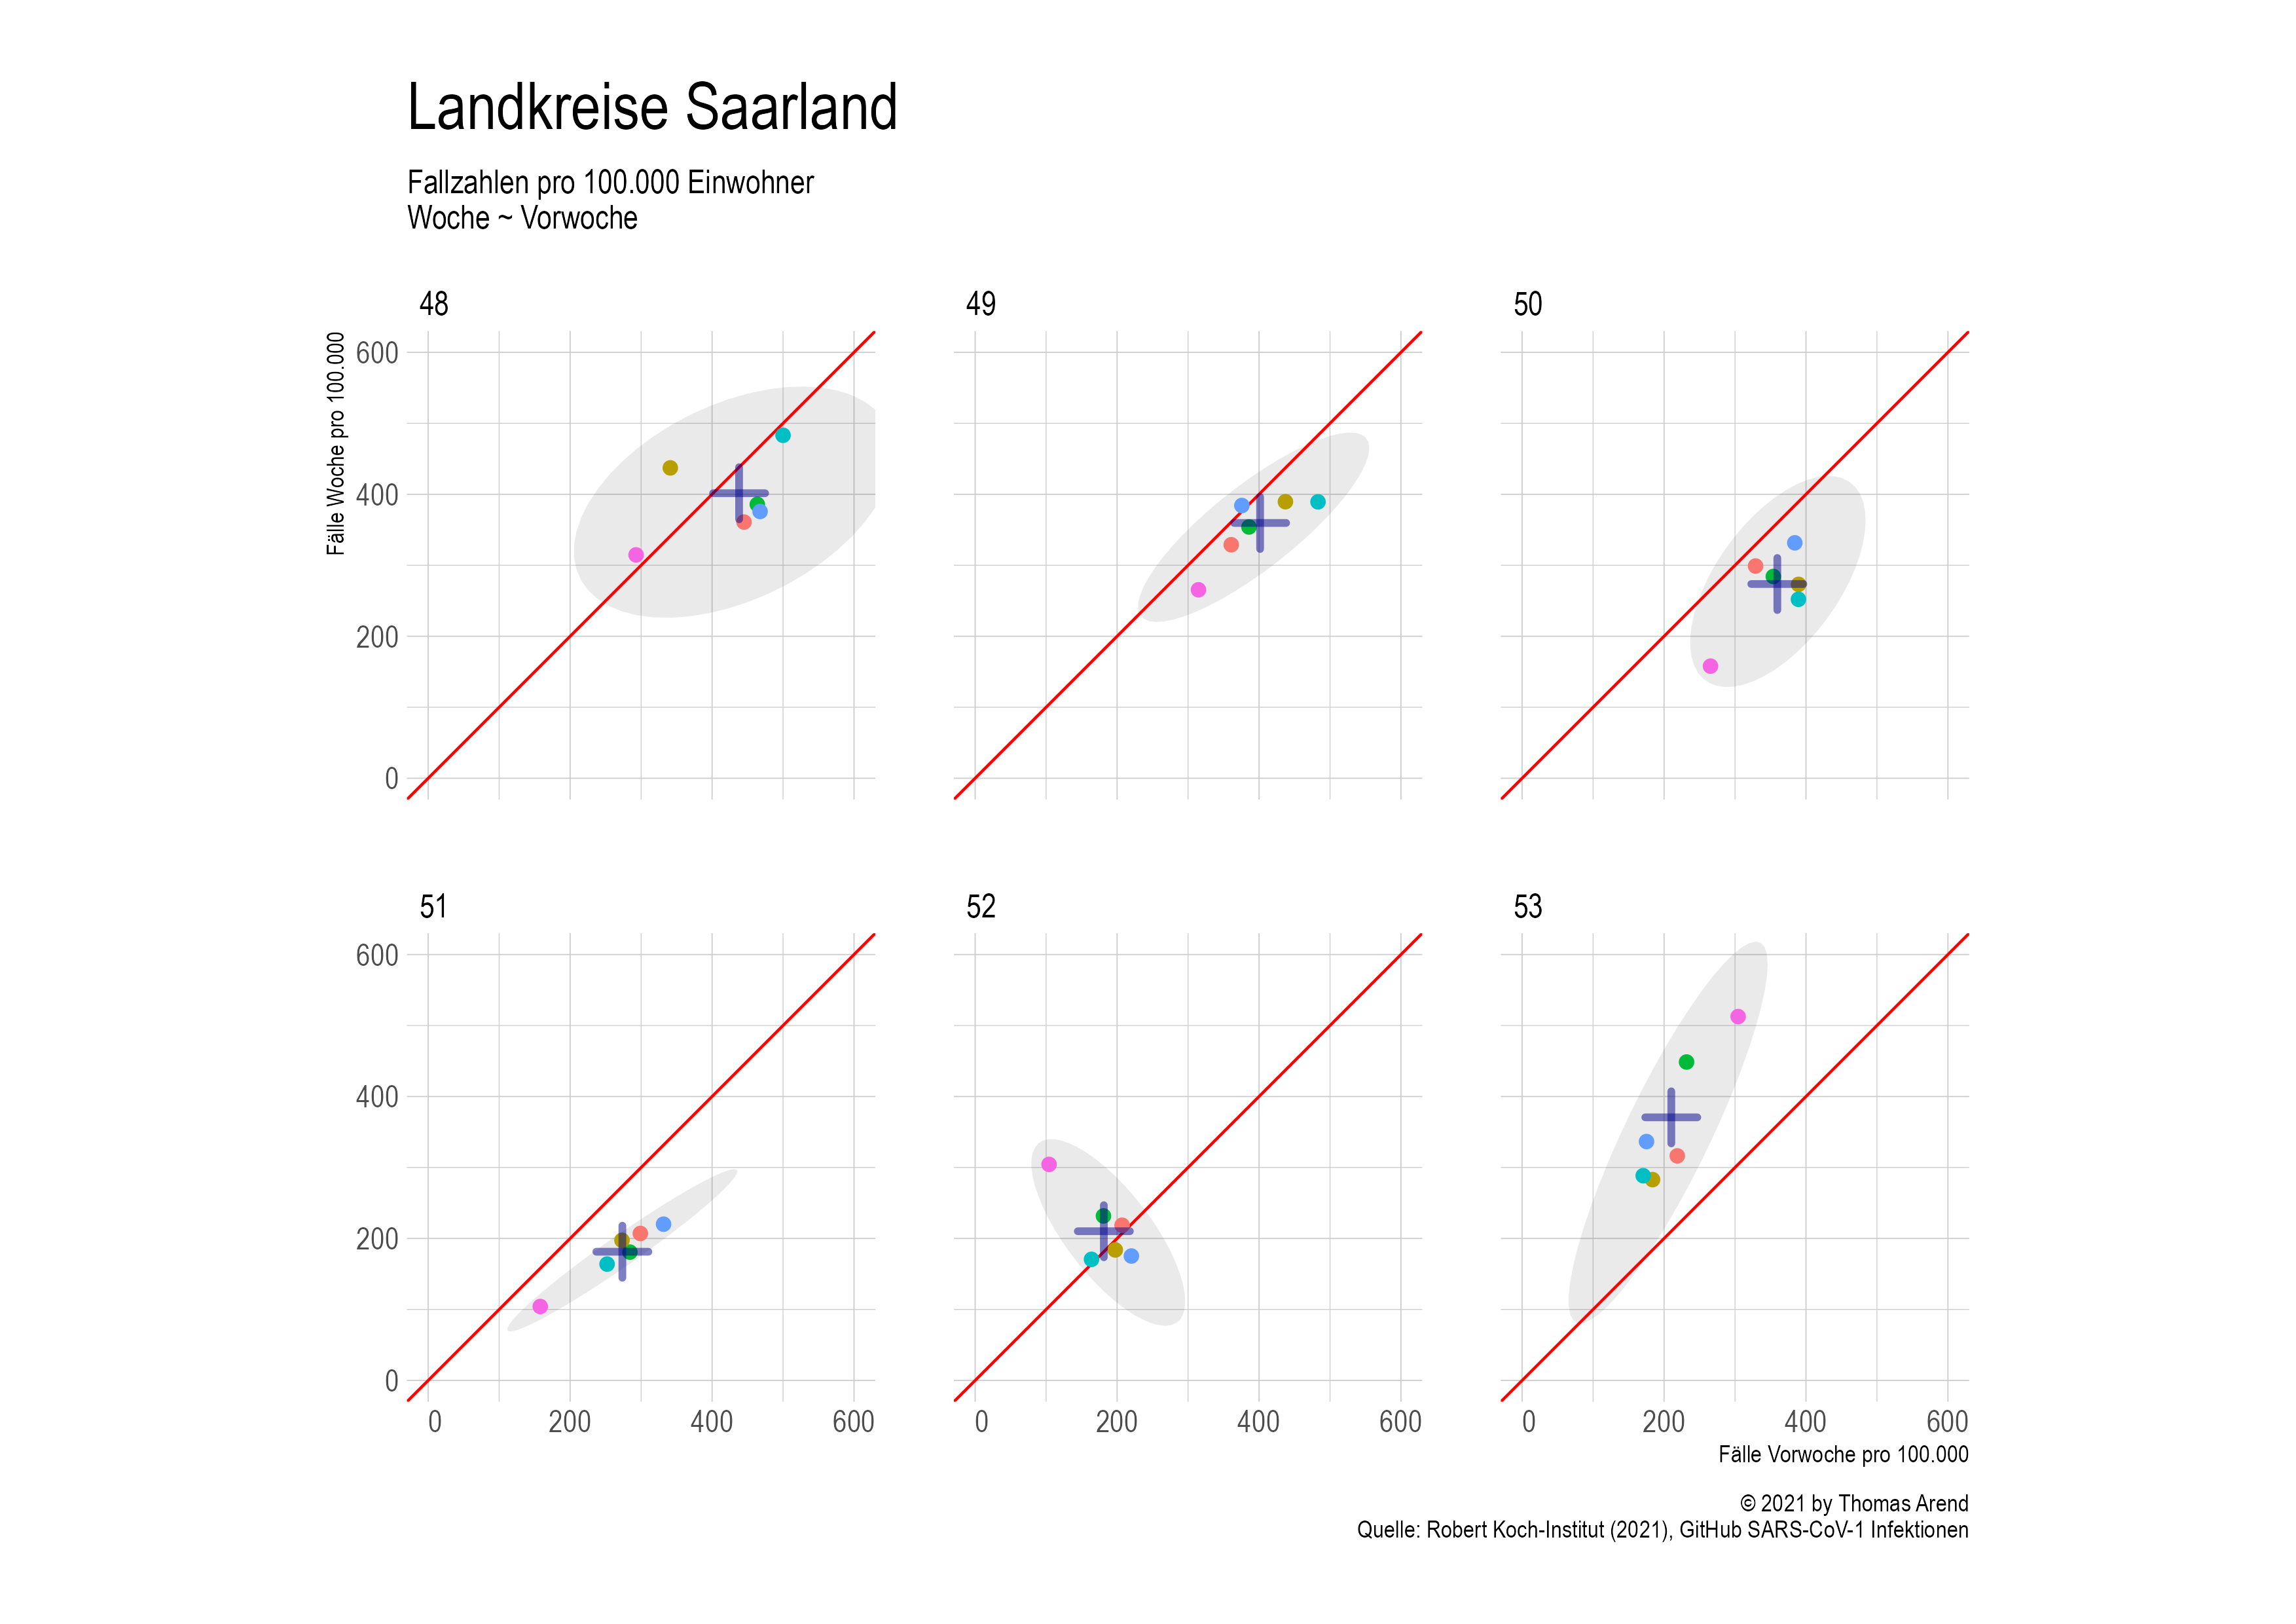 Landkreise Saarland
Fallzahlen pro 100.000 Einwohner
Woche ~ Vorwoche
48
49
50
Fälle Woche pro 100.000
600
400
200
0
51
52
53
600
400
200
0
0 200 400 600
0 200 400 600
0 200 400 600
Fälle Vorwoche pro 100.000
© 2021 by Thomas Arend
Quelle: Robert Koch-Institut (2021), GitHub SARS-CoV-1 Infektionen